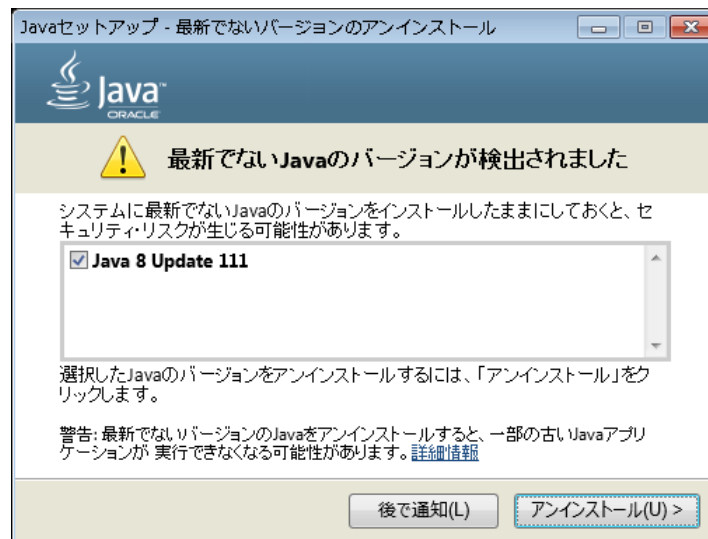 Javaセットアップ - 最新でないバージョンのアンインストール
Java™
ORACLE
最新でないJavaのバージョンが検出されました
システムに最新でないJavaのバージョンをインストールしたままにしておくと、セ
キュリティ・リスクが生じる可能性があります。
Java 8 Update 111
選択したJavaのバージョンをアンインストールするには、「アンインストール」をク
リックします。
警告: 最新でないバージョンのJavaをアンインストールすると、一部の古いJavaアプリ
ケーションが 実行できなくなる可能性があります。詳細情報
後で通知(L)
アンインストール(U) >